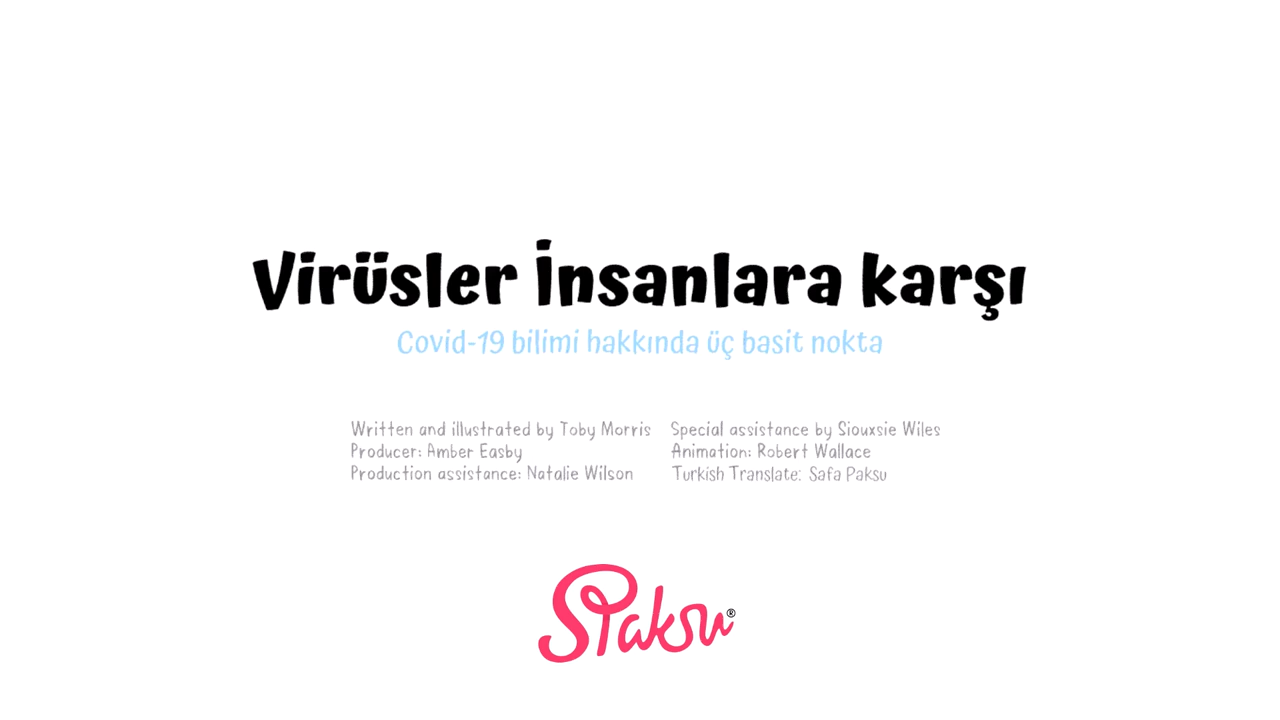 Virüsler İnsanlara karşı
Covid-19 bilimi hakkında üç basit nokta
Written and illustrated by Toby Morris
Producer: Amber Easby
Production assistance: Natalie Wilson
Special assistance by Siouxsie Wiles
Animation: Robert Wallace
Turkish Translate: Safa Paksu
SPaksu®